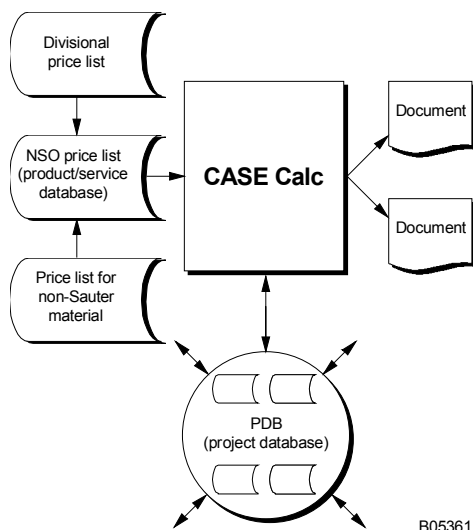 Divisional
price list
NSO price list
(product/service
database)
Price list for
non-Sauter
material
CASE Calc
Document
Document
PDB
(project database)
B05361